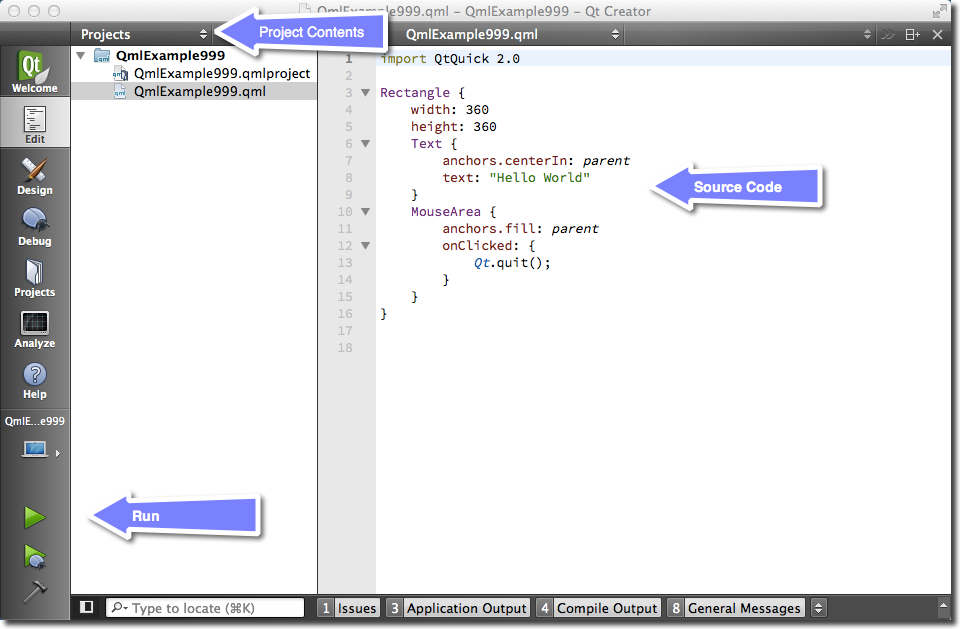 QmlExample999.qml – QmlExample999 – Qt Creator
Projects
Project Contents
QmlExample999.qml
Qt
Welcome
Edit
Design
Debug
Projects
Analyze
Help
QmlE...e999
QmlExample999
QmlExample999.qmlproject
QmlExample999.qml
1 import QtQuick 2.0
2
3 Rectangle {
4 width: 360
5 height: 360
6 Text {
7 anchors.centerIn: parent
8 text: "Hello World"
9 }
10 MouseArea {
11 anchors.fill: parent
12 onClicked: {
13 Qt.quit();
14 }
15 }
16 }
17
18
Source Code
Run
Type to locate (⌘K)
1 Issues
3 Application Output
4 Compile Output
8 General Messages